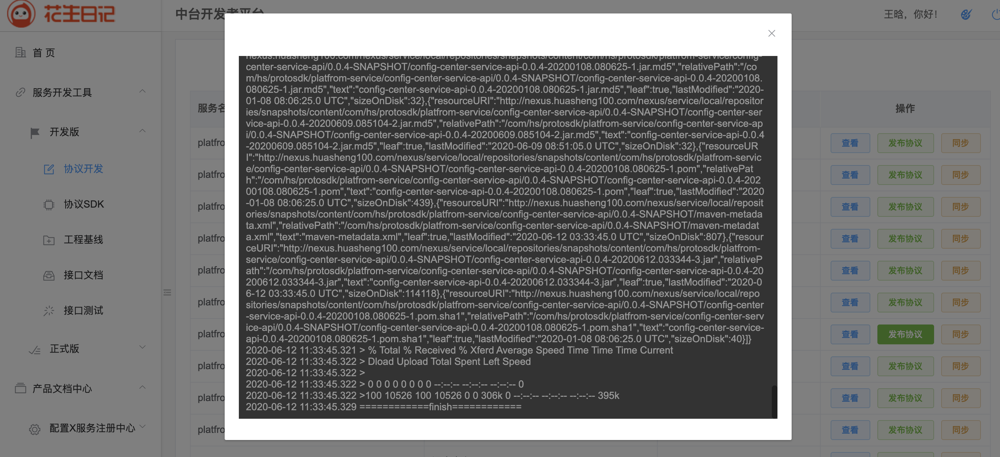 花生日记
中台开发者平台
王晗，你好！
首 页
服务开发工具
开发版
协议开发
协议SDK
工程基线
接口文档
接口测试
正式版
产品文档中心
配置X服务注册中心
nexus.huasheng100.com/nexus/service/local/repositories/snapshots/content/com/hs/protosdk/platfrom-service/config-
center-service-api/0.0.4-SNAPSHOT/config-center-service-api-0.0.4-20200108.080625-1.jar.md5","relativePath":"/co
m/hs/protosdk/platfrom-service/config-center-service-api/0.0.4-SNAPSHOT/config-center-service-api-0.0.4-20200108.
080625-1.jar.md5","text":"config-center-service-api-0.0.4-20200108.080625-1.jar.md5","leaf":true,"lastModified":"2020-
01-08 08:06:25.0 UTC","sizeOnDisk":32},{"resourceURI":"http://nexus.huasheng100.com/nexus/service/local/repositor
ies/snapshots/content/com/hs/protosdk/platfrom-service/config-center-service-api/0.0.4-SNAPSHOT/config-center-ser
vice-api-0.0.4-20200609.085104-2.jar.md5","relativePath":"/com/hs/protosdk/platfrom-service/config-center-service-ap
i/0.0.4-SNAPSHOT/config-center-service-api-0.0.4-20200609.085104-2.jar.md5","text":"config-center-service-api-0.0.4
-20200609.085104-2.jar.md5","leaf":true,"lastModified":"2020-06-09 08:51:05.0 UTC","sizeOnDisk":32},{"resourceUR
I":"http://nexus.huasheng100.com/nexus/service/local/repositories/snapshots/content/com/hs/protosdk/platfrom-servic
e/config-center-service-api/0.0.4-SNAPSHOT/config-center-service-api-0.0.4-20200108.080625-1.pom","relativePat
h":"/com/hs/protosdk/platfrom-service/config-center-service-api/0.0.4-SNAPSHOT/config-center-service-api-0.0.4-202
00108.080625-1.pom","text":"config-center-service-api-0.0.4-20200108.080625-1.pom","leaf":true,"lastModified":"2020
-01-08 08:06:25.0 UTC","sizeOnDisk":439},{"resourceURI":"http://nexus.huasheng100.com/nexus/service/local/reposit
ories/snapshots/content/com/hs/protosdk/platfrom-service/config-center-service-api/0.0.4-SNAPSHOT/maven-metada
ta.xml","relativePath":"/com/hs/protosdk/platfrom-service/config-center-service-api/0.0.4-SNAPSHOT/maven-metadat
a.xml","text":"maven-metadata.xml","leaf":true,"lastModified":"2020-06-12 03:33:45.0 UTC","sizeOnDisk":807},{"resour
ceURI":"http://nexus.huasheng100.com/nexus/service/local/repositories/snapshots/content/com/hs/protosdk/platfrom-
service/config-center-service-api/0.0.4-SNAPSHOT/config-center-service-api-0.0.4-20200612.033344-3.jar","relativeP
ath":"/com/hs/protosdk/platfrom-service/config-center-service-api/0.0.4-SNAPSHOT/config-center-service-api-0.0.4-20
200612.033344-3.jar","text":"config-center-service-api-0.0.4-20200612.033344-3.jar","leaf":true,"lastModified":"2020-0
6-12 03:33:45.0 UTC","sizeOnDisk":114118},{"resourceURI":"http://nexus.huasheng100.com/nexus/service/local/repo
sitories/snapshots/content/com/hs/protosdk/platfrom-service/config-center-service-api/0.0.4-SNAPSHOT/config-center
-service-api-0.0.4-20200108.080625-1.pom.sha1","relativePath":"/com/hs/protosdk/platfrom-service/config-center-serv
ice-api/0.0.4-SNAPSHOT/config-center-service-api-0.0.4-20200108.080625-1.pom.sha1","text":"config-center-service-
api-0.0.4-20200108.080625-1.pom.sha1","leaf":true,"lastModified":"2020-01-08 08:06:25.0 UTC","sizeOnDisk":40}]}
2020-06-12 11:33:45.321 > % Total % Received % Xferd Average Speed Time Time Time Current
2020-06-12 11:33:45.322 > Dload Upload Total Spent Left Speed
2020-06-12 11:33:45.322 >
2020-06-12 11:33:45.322 > 0 0 0 0 0 0 0 0 --:--:-- --:--:-- --:--:-- 0
2020-06-12 11:33:45.322 >100 10526 100 10526 0 0 306k 0 --:--:-- --:--:-- --:--:-- 395k
2020-06-12 11:33:45.329 ============finish============
服务名 操作
platfro 查看 发布协议 同步
platfro 查看 发布协议 同步
platfro 查看 发布协议 同步
platfro 查看 发布协议 同步
platfro 查看 发布协议 同步
platfro 查看 发布协议 同步
platfro 查看 发布协议 同步
platfro 查看 发布协议 同步
platfro 查看 发布协议 同步
platfro 查看 发布协议 同步